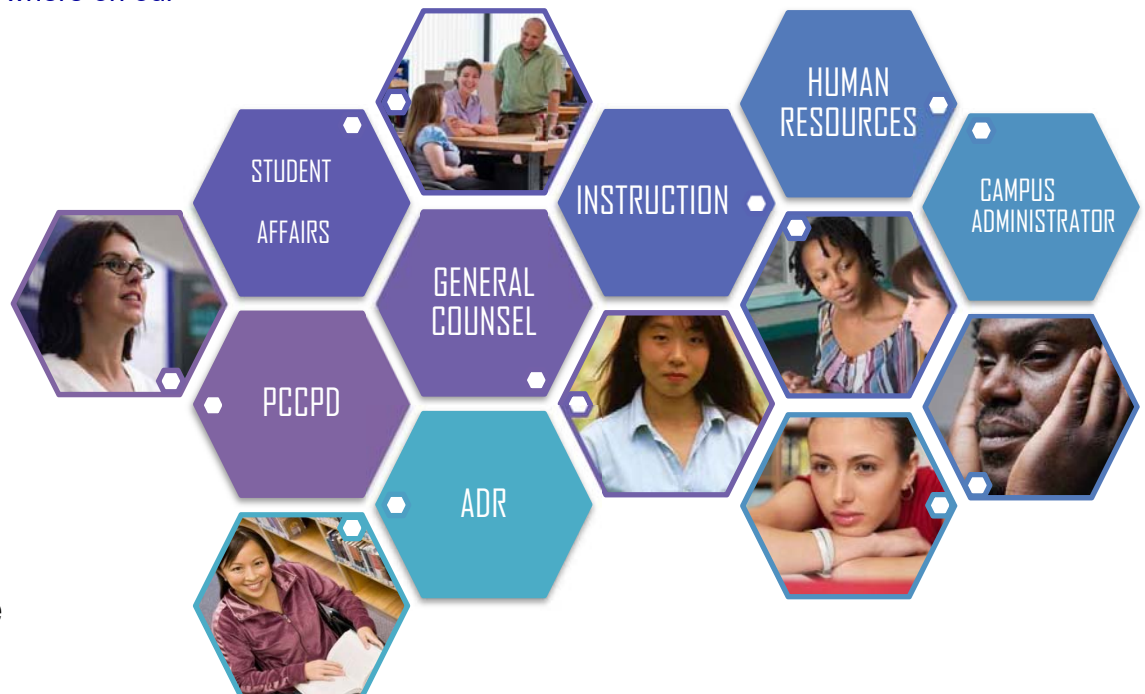 HUMAN
RESOURCES
STUDENT
AFFAIRS
INSTRUCTION
CAMPUS
ADMINISTRATOR
GENERAL
COUNSEL
PCCPD
ADR